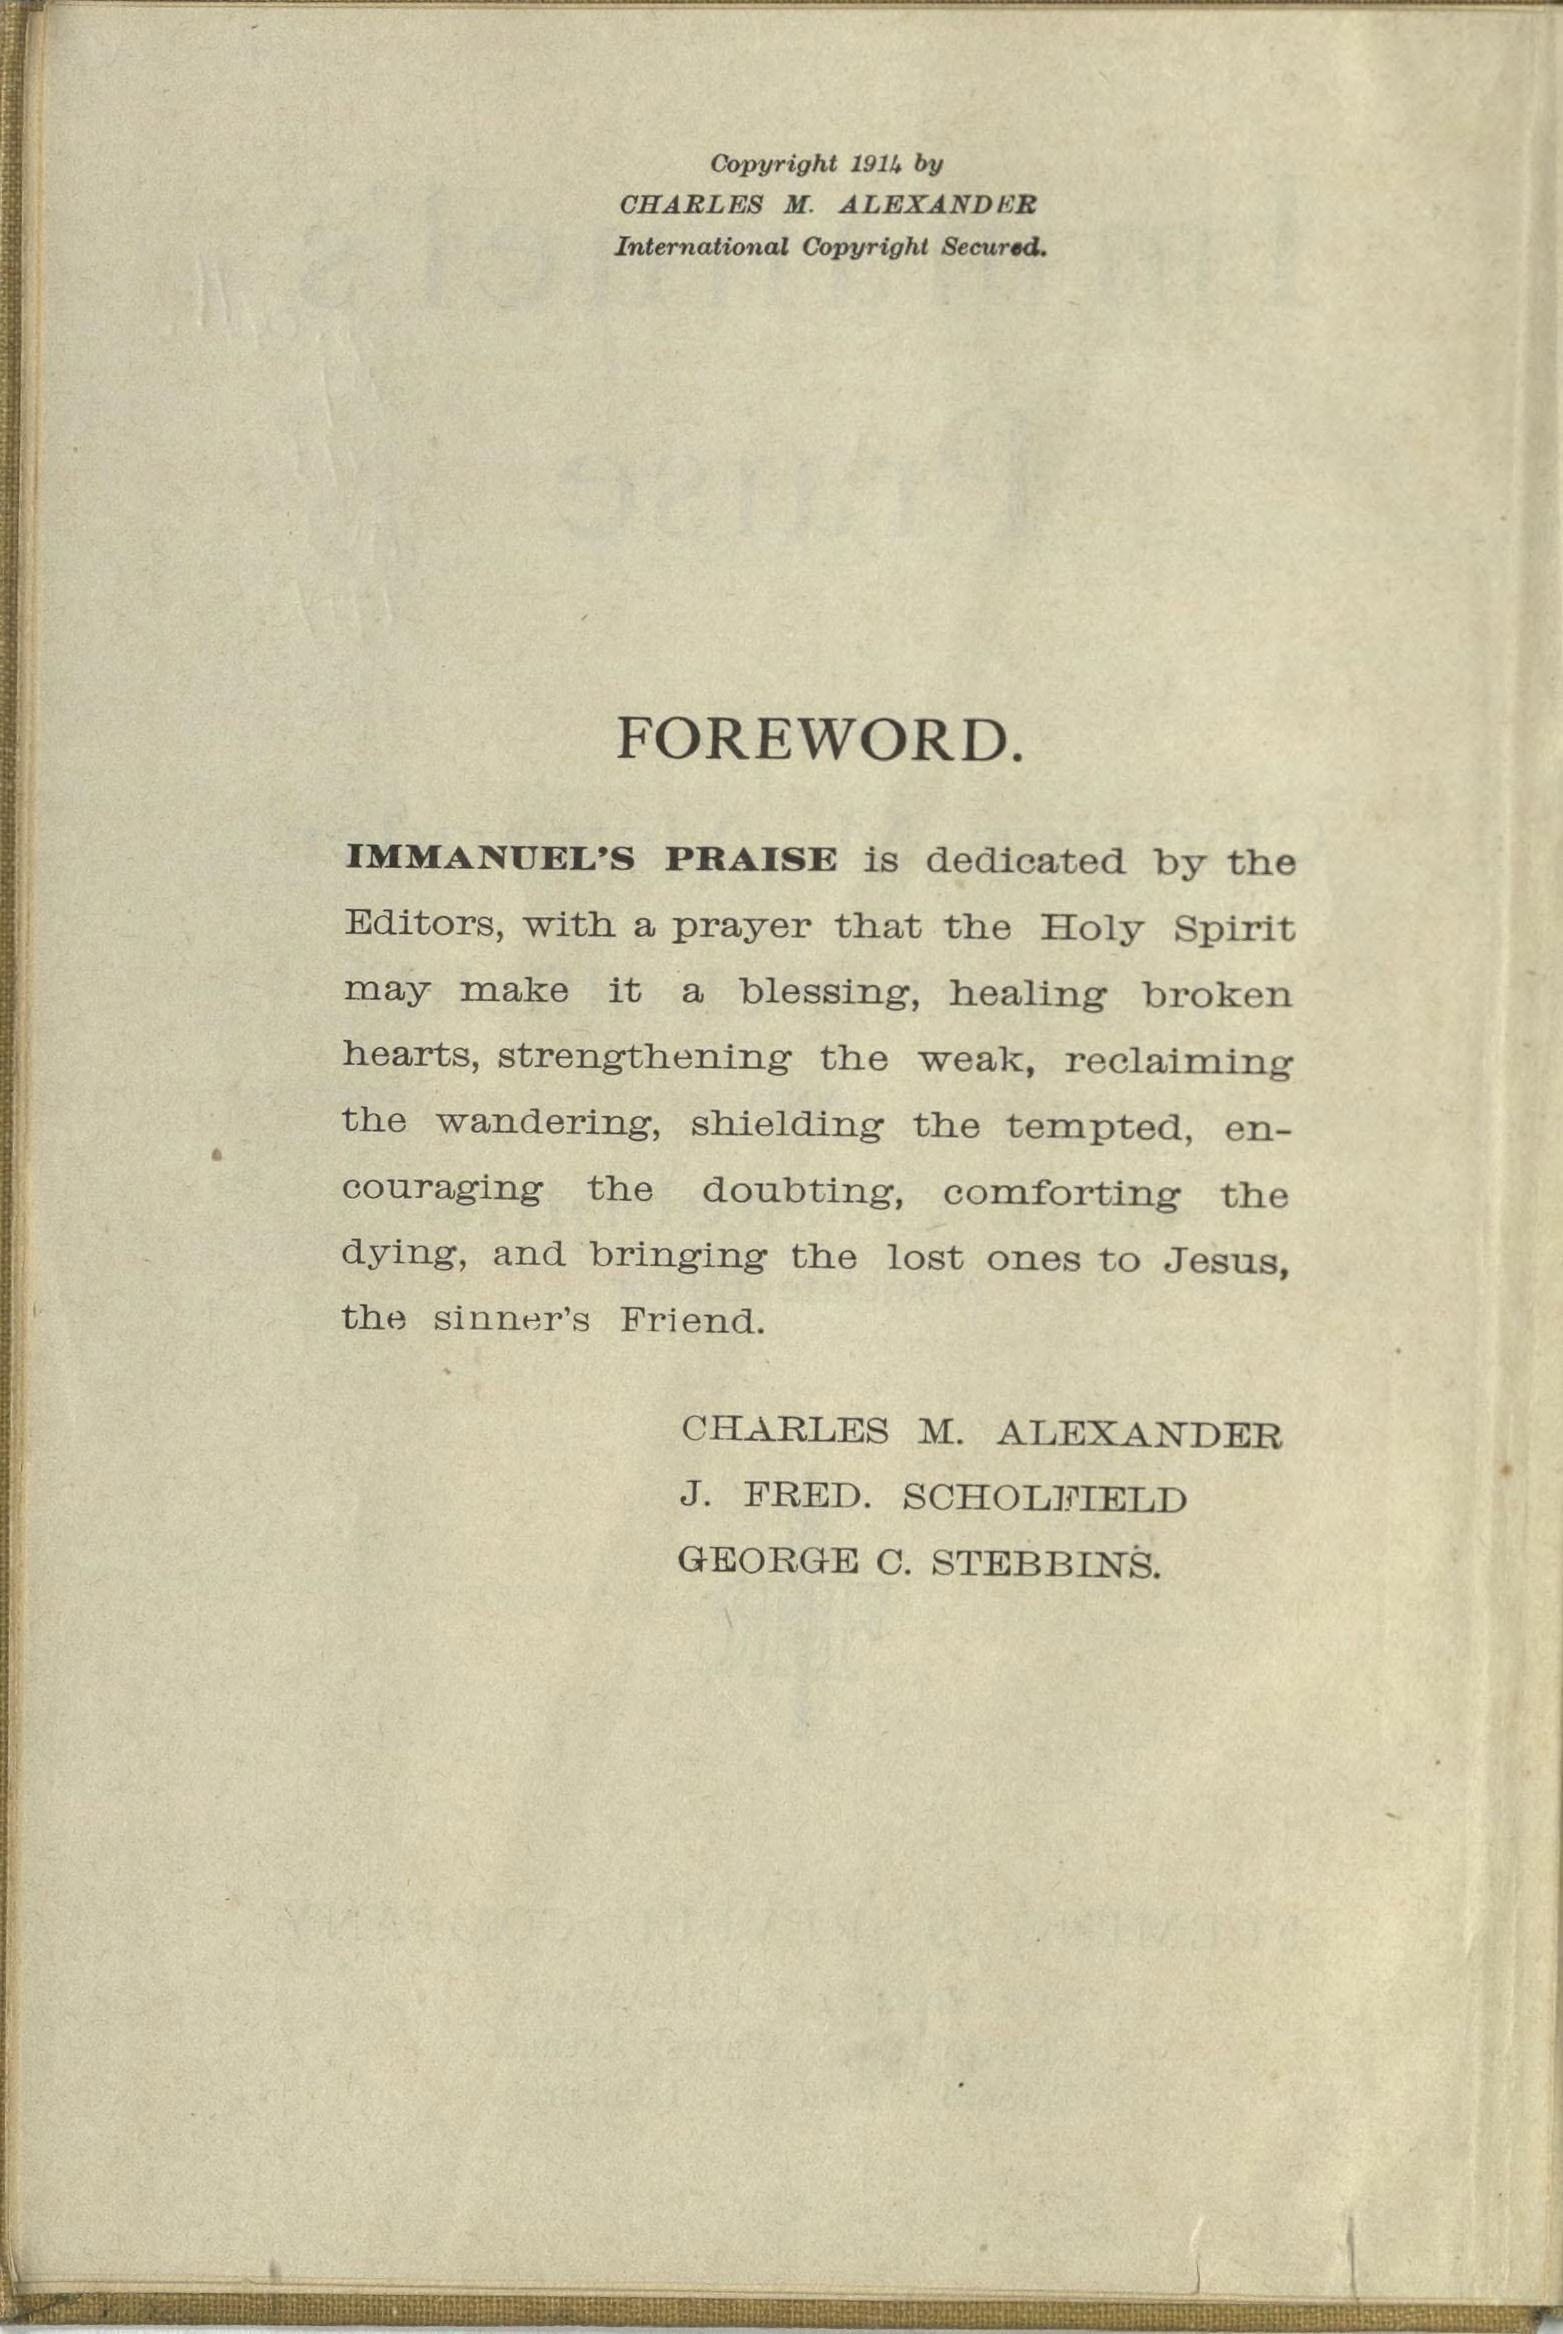 Copyright 1914 by
CHARLES M. ALEXANDER
International Copyright Secured.
FOREWORD.
IMMANUEL'S PRAISE is dedicated by the
Editors, with a prayer that the Holy Spirit
may make it a blessing, healing broken
hearts, strengthening the weak, reclaiming
the wandering, shielding the tempted, en-
couraging the doubting, comforting the
dying, and bringing the lost ones to Jesus,
the sinner's Friend.
CHARLES M. ALEXANDER
J. FRED. SCHOLFIELD
GEORGE C. STEBBINS.